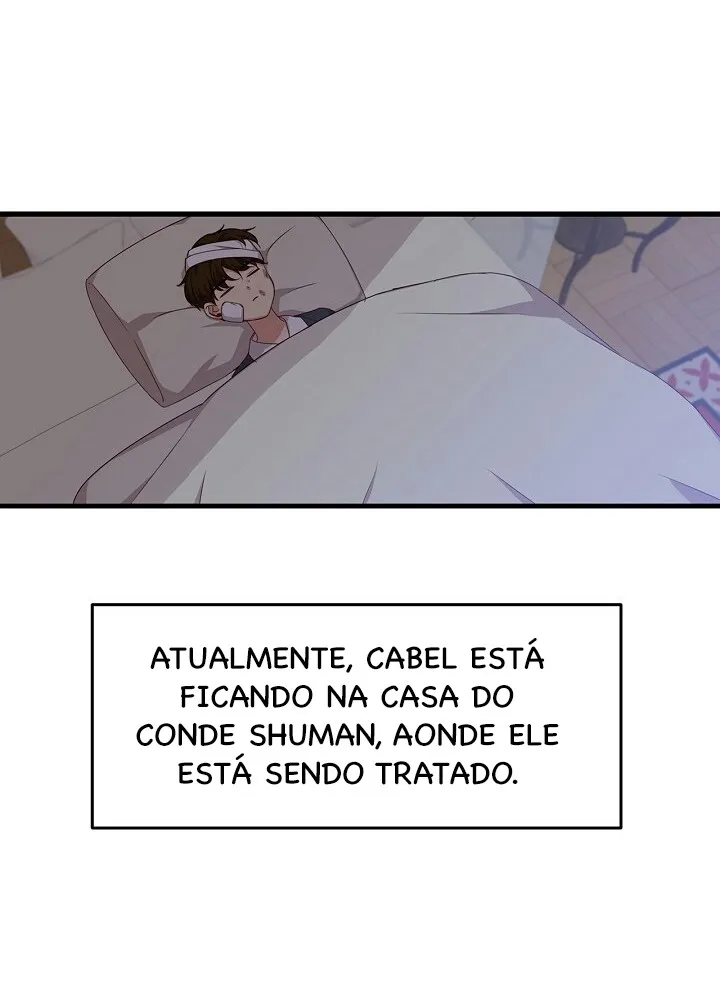 ATUALMENTE, CABEL ESTÁ
FICANDO NA CASA DO
CONDE SHUMAN, AONDE ELE
ESTÁ SENDO TRATADO.